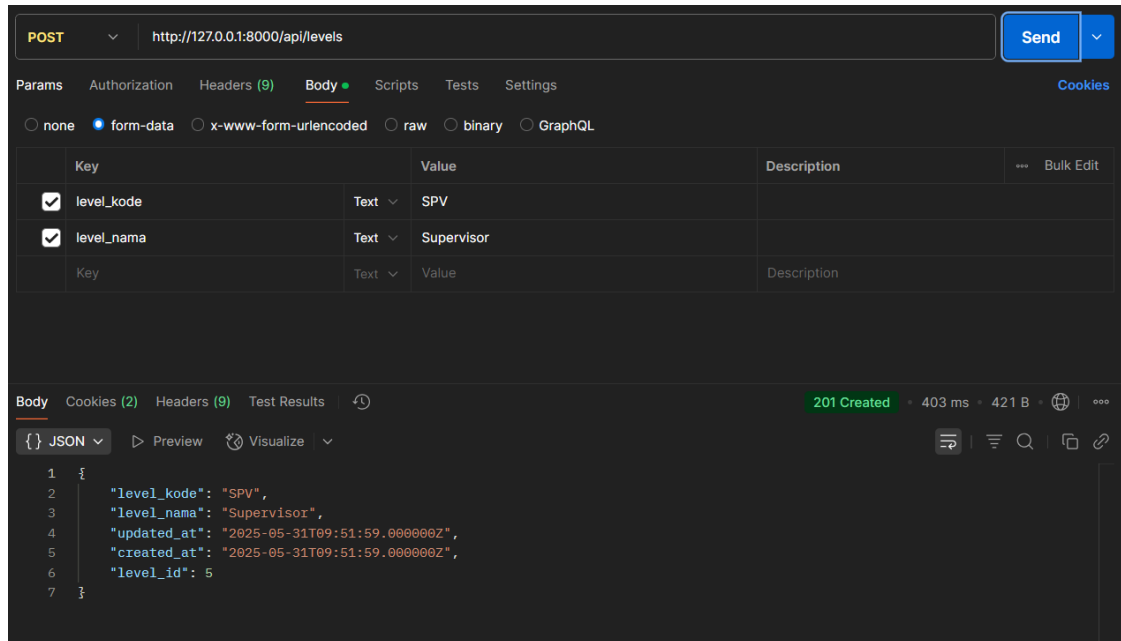 POST http://127.0.0.1:8000/api/levels Send
Params Authorization Headers (9) Body Scripts Tests Settings Cookies
none form-data x-www-form-urlencoded raw binary GraphQL
Key Value Description Bulk Edit
level_kode Text SPV
level_nama Text Supervisor
Key Text Value Description
Body Cookies (2) Headers (9) Test Results 201 Created 403 ms 421 B
{} JSON Preview Visualize
1 {
2 "level_kode": "SPV",
3 "level_nama": "Supervisor",
4 "updated_at": "2025-05-31T09:51:59.000000Z",
5 "created_at": "2025-05-31T09:51:59.000000Z",
6 "level_id": 5
7 }